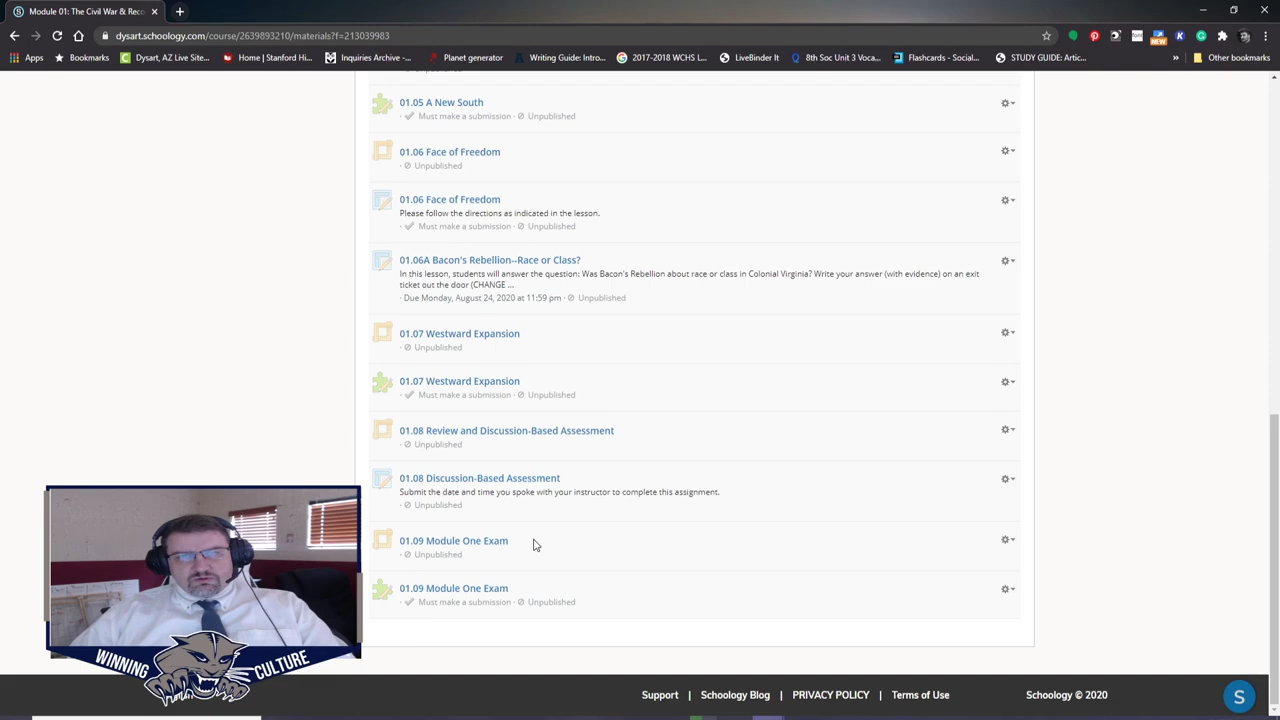 Module 01: The Civil War & Reco
dysart.schoology.com/course/2639893210/materials?f=213039983
Apps
Bookmarks
Dysart, AZ Live Site...
Home | Stanford Hi...
Inquiries Archive -...
Planet generator
Writing Guide: Intro...
2017-2018 WCHS L...
LiveBinder It
8th Soc Unit 3 Voca...
Flashcards - Social...
STUDY GUIDE: Artic...
»
Other bookmarks
01.05 A New South
Must make a submission · Unpublished
01.06 Face of Freedom
· Unpublished
01.06 Face of Freedom
Please follow the directions as indicated in the lesson.
· Must make a submission · Unpublished
01.06A Bacon's Rebellion--Race or Class?
In this lesson, students will answer the question: Was Bacon's Rebellion about race or class in Colonial Virginia? Write your answer (with evidence) on an exit
ticket out the door (CHANGE ...
· Due Monday, August 24, 2020 at 11:59 pm · Unpublished
01.07 Westward Expansion
· Unpublished
01.07 Westward Expansion
· Must make a submission · Unpublished
01.08 Review and Discussion-Based Assessment
· Unpublished
01.08 Discussion-Based Assessment
Submit the date and time you spoke with your instructor to complete this assignment.
· Unpublished
01.09 Module One Exam
· Unpublished
01.09 Module One Exam
· Must make a submission · Unpublished
WINNING CULTURE
Support | Schoology Blog | PRIVACY POLICY | Terms of Use
Schoology © 2020
S